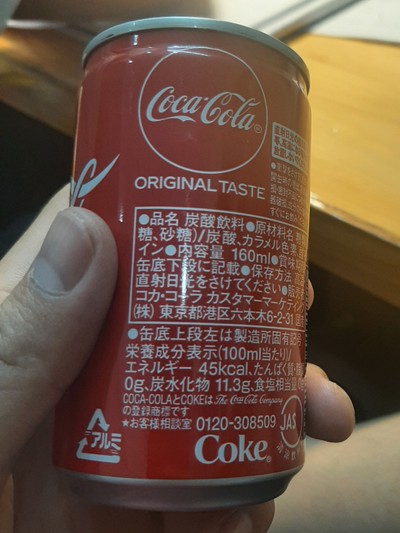 Coca-Cola®
ORIGINAL TASTE
●品名 炭酸飲料●原材料名
糖、砂糖)/炭酸、カラメル色
イン●内容量 160ml●賞味
缶底下段に記載●保存方法
直射日光をさけてください●販
コカ・コーラ カスタマーマーケティン
(株) 東京都港区六本木6-2-31
●缶底上段左は製造所固有記号
栄養成分表示(100ml当たり)/
エネルギー 45kcal、たんぱく質・
0g、炭水化物 11.3g、食塩相当量
COCA-COLAとCOKEはThe Coca-Cola Company
の登録商標です
★お客様相談室 0120-308509
アルミ
Coke®
JAS